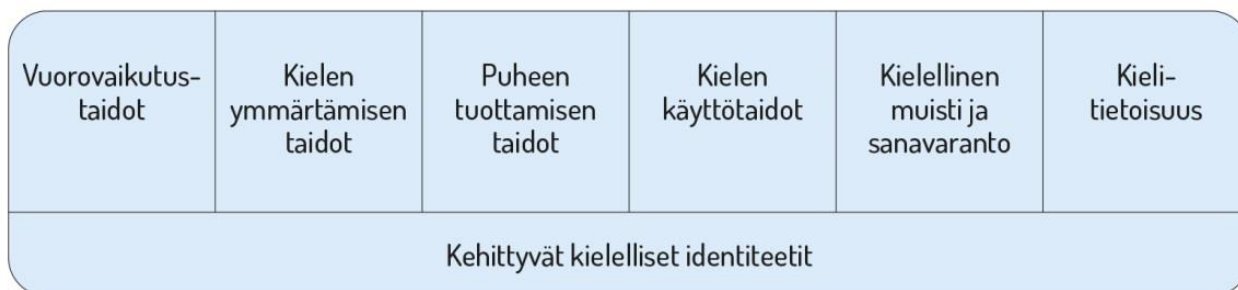 Vuorovaikutus-
taidot
Kielen
ymmärtämisen
taidot
Puheen
tuottamisen
taidot
Kielen
käyttötaidot
Kielellinen
muisti ja
sanavaranto
Kieli-
tietoisuus
Kehittyvät kielelliset identiteetit